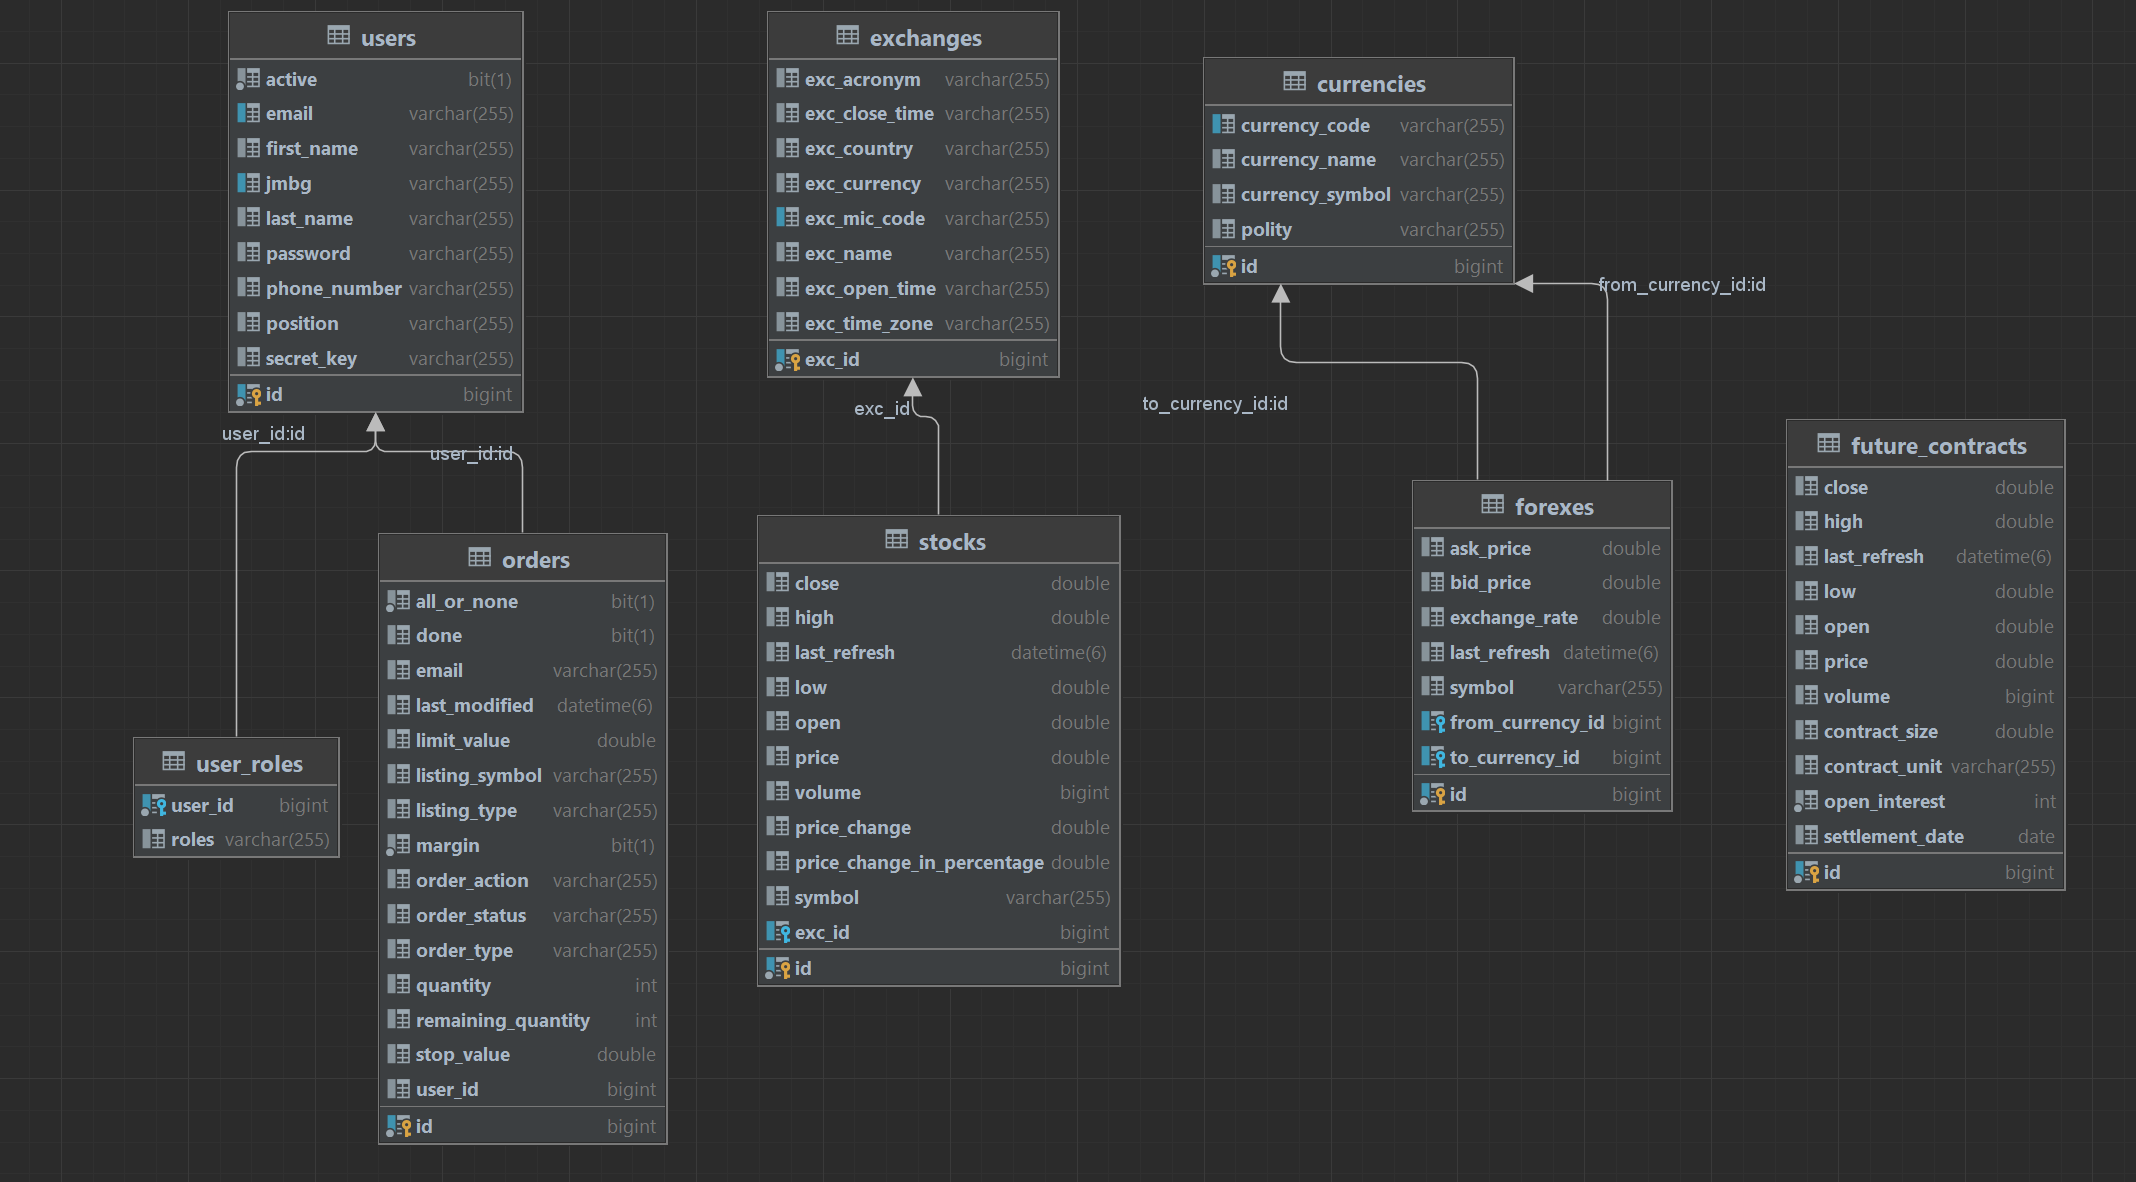 users
active bit(1)
email varchar(255)
first_name varchar(255)
jmbg varchar(255)
last_name varchar(255)
password varchar(255)
phone_number varchar(255)
position varchar(255)
secret_key varchar(255)
id bigint
exchanges
exc_acronym varchar(255)
exc_close_time varchar(255)
exc_country varchar(255)
exc_currency varchar(255)
exc_mic_code varchar(255)
exc_name varchar(255)
exc_open_time varchar(255)
exc_time_zone varchar(255)
exc_id bigint
currencies
currency_code varchar(255)
currency_name varchar(255)
currency_symbol varchar(255)
polity varchar(255)
id bigint
from_currency_id:id
to_currency_id:id
exc_id
user_id:id
user_id:id
user_roles
user_id bigint
roles varchar(255)
orders
all_or_none bit(1)
done bit(1)
email varchar(255)
last_modified datetime(6)
limit_value double
listing_symbol varchar(255)
listing_type varchar(255)
margin bit(1)
order_action varchar(255)
order_status varchar(255)
order_type varchar(255)
quantity int
remaining_quantity int
stop_value double
user_id bigint
id bigint
stocks
close double
high double
last_refresh datetime(6)
low double
open double
price double
volume bigint
price_change double
price_change_in_percentage double
symbol varchar(255)
exc_id bigint
id bigint
forexes
ask_price double
bid_price double
exchange_rate double
last_refresh datetime(6)
symbol varchar(255)
from_currency_id bigint
to_currency_id bigint
id bigint
future_contracts
close double
high double
last_refresh datetime(6)
low double
open double
price double
volume bigint
contract_size double
contract_unit varchar(255)
open_interest int
settlement_date date
id bigint